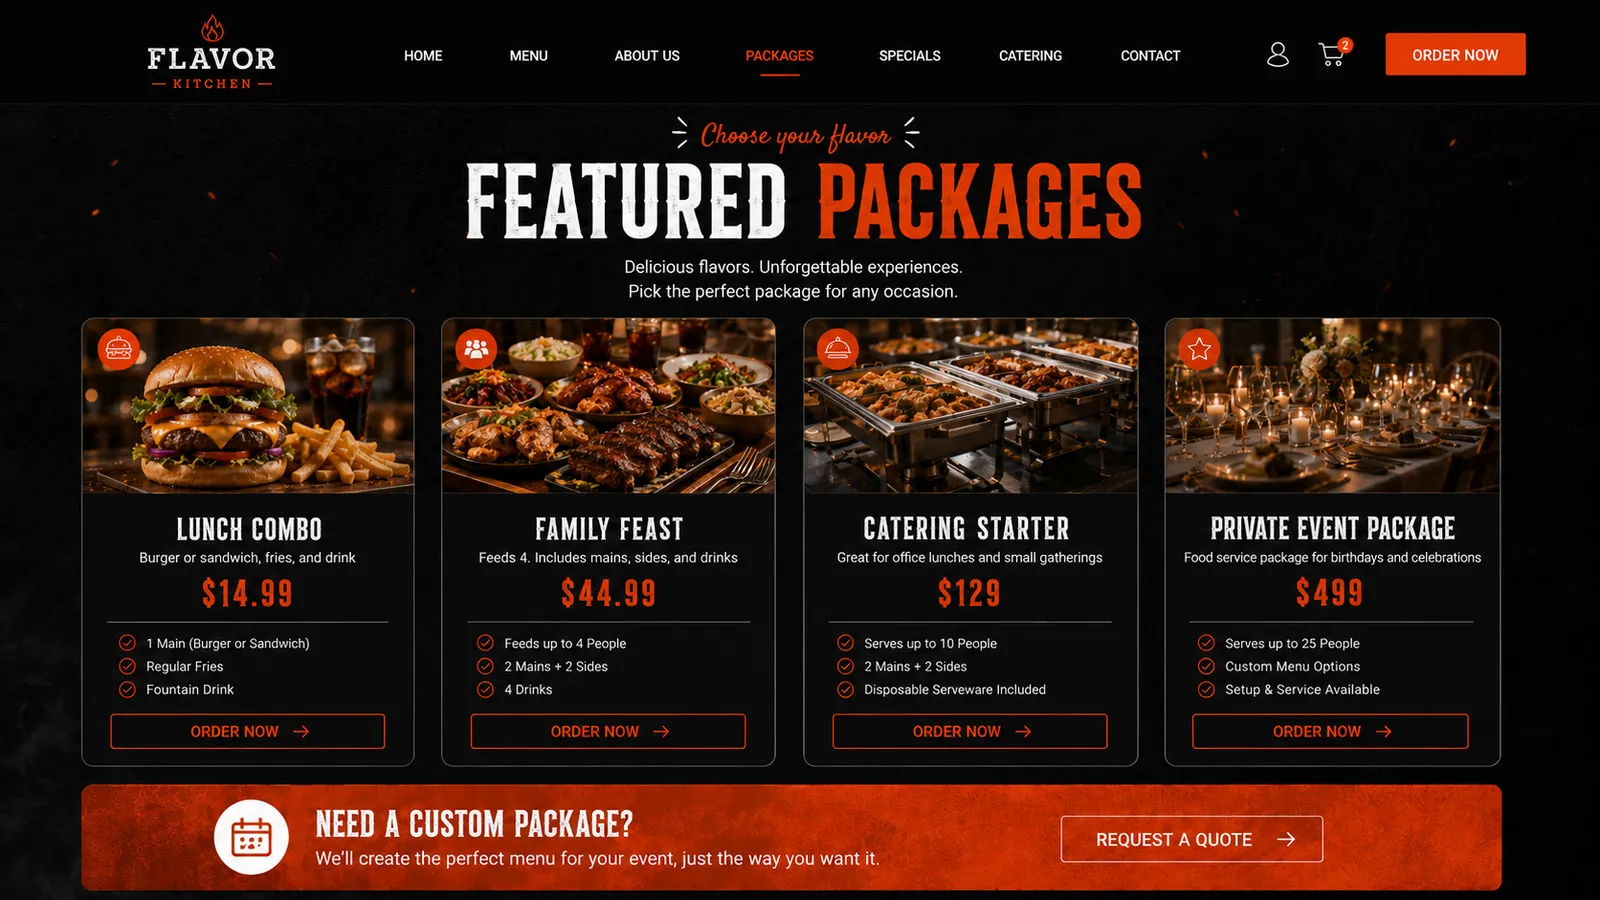 FLAVOR
KITCHEN
HOME
MENU
ABOUT US
PACKAGES
SPECIALS
CATERING
CONTACT
2
ORDER NOW
Choose your flavor
FEATURED PACKAGES
Delicious flavors. Unforgettable experiences.
Pick the perfect package for any occasion.
LUNCH COMBO
Burger or sandwich, fries, and drink
$14.99
1 Main (Burger or Sandwich)
Regular Fries
Fountain Drink
ORDER NOW
FAMILY FEAST
Feeds 4. Includes mains, sides, and drinks
$44.99
Feeds up to 4 People
2 Mains + 2 Sides
4 Drinks
ORDER NOW
CATERING STARTER
Great for office lunches and small gatherings
$129
Serves up to 10 People
2 Mains + 2 Sides
Disposable Serveware Included
ORDER NOW
PRIVATE EVENT PACKAGE
Food service package for birthdays and celebrations
$499
Serves up to 25 People
Custom Menu Options
Setup & Service Available
ORDER NOW
NEED A CUSTOM PACKAGE?
We'll create the perfect menu for your event, just the way you want it.
REQUEST A QUOTE